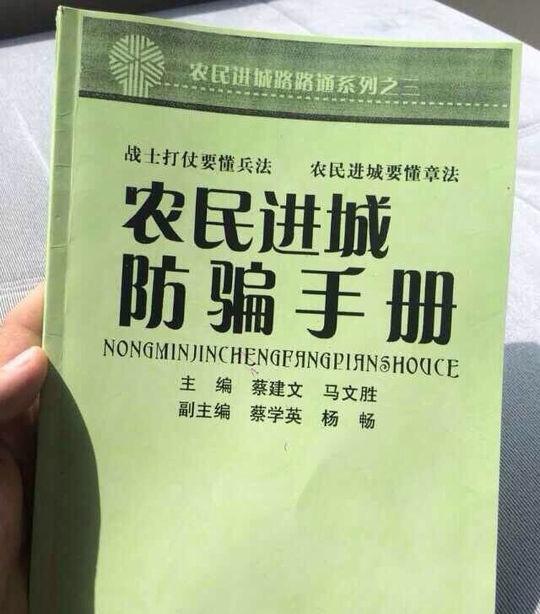 农民进城路路通系列之三
战士打仗要懂兵法 农民进城要懂章法
农民进城
防骗手册
NONGMINJINCHENGFANGPIANSHOUCE
主 编 蔡建文 马文胜
副主编 蔡学英 杨 畅